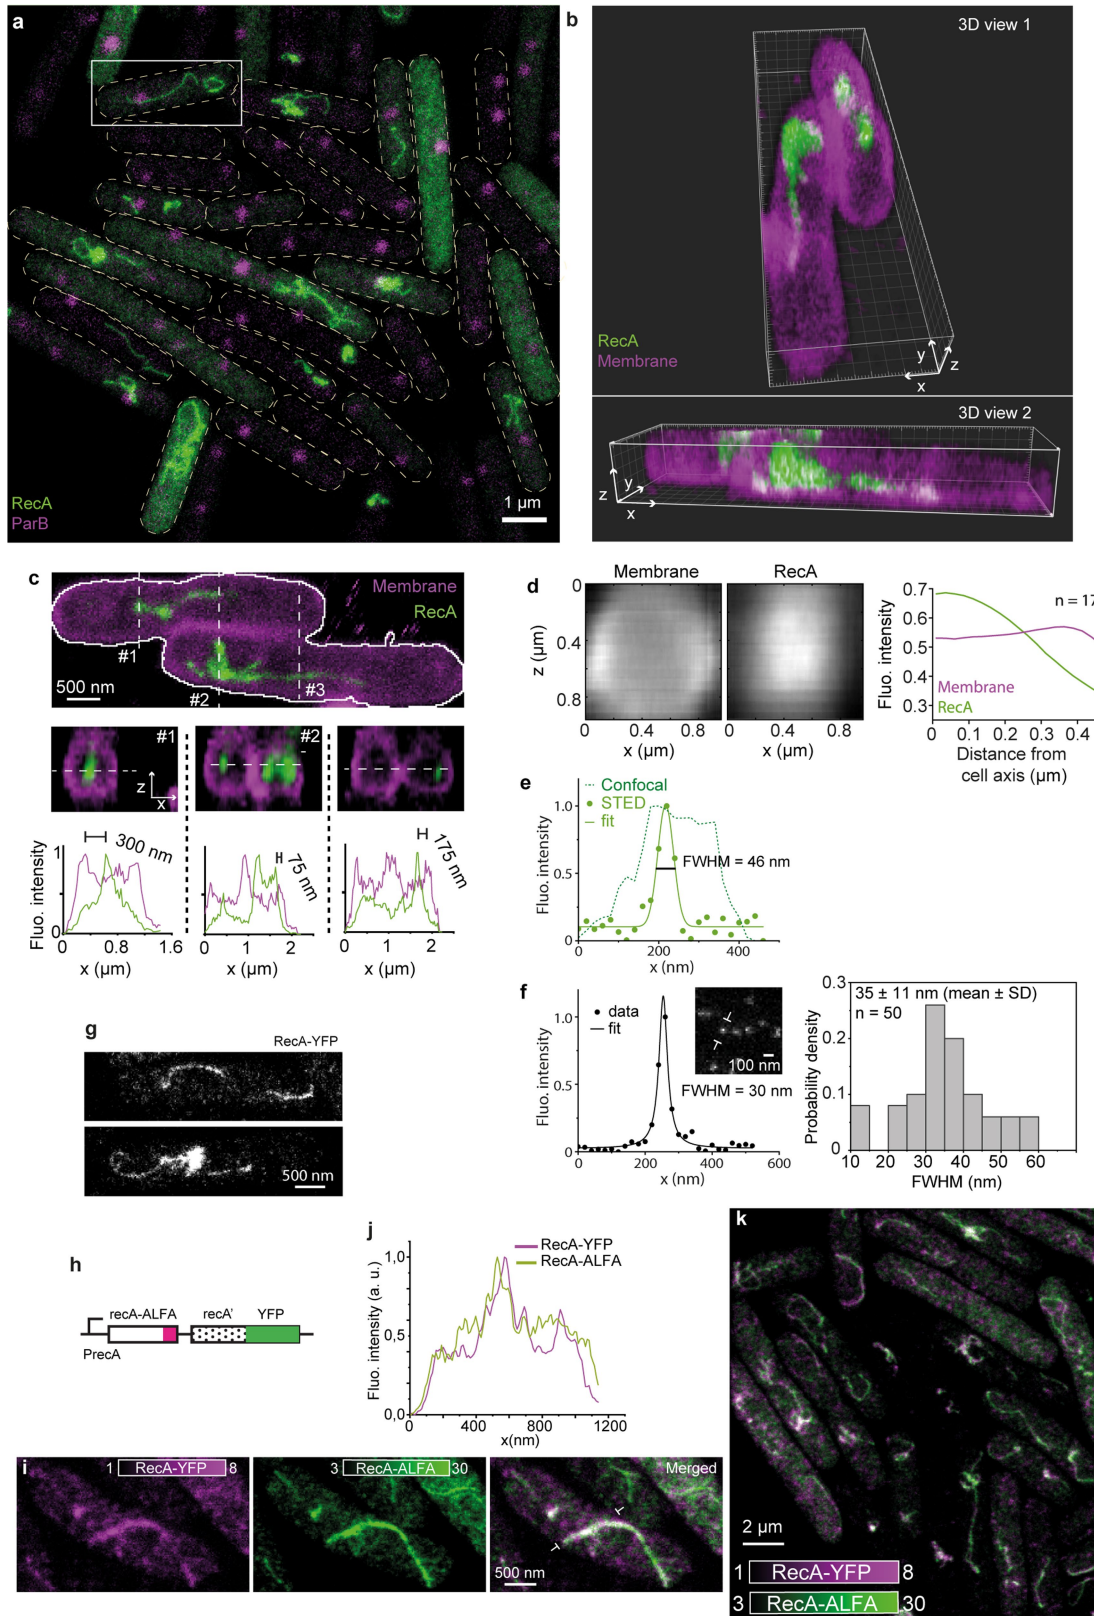 a
RecA
ParB
1 µm
b
3D view 1
RecA
Membrane
y
z
x
3D view 2
z
y
x
c
Membrane
RecA
#1
#2
#3
500 nm
#1
#2
z
x
300 nm
75 nm
175 nm
Fluo. intensity
1
0
0 0.8 1.6
0 1 2
0 1 2
x (µm)
x (µm)
x (µm)
d
Membrane
RecA
0
0.4
0.8
z (µm)
0 0.4 0.8
0 0.4 0.8
x (µm)
x (µm)
0.7
0.6
0.5
0.4
0.3
Fluo. intensity
n = 17
Membrane
RecA
0 0.1 0.2 0.3 0.4
Distance from
cell axis (µm)
e
Confocal
STED
fit
FWHM = 46 nm
1.0
0.5
0
Fluo. intensity
0 200 400
x (nm)
f
data
fit
100 nm
FWHM = 30 nm
1.0
0.5
0
Fluo. intensity
0 200 400 600
x (nm)
35 ± 11 nm (mean ± SD)
n = 50
0.3
0.2
0.1
0
Probability density
10 20 30 40 50 60
FWHM (nm)
g
RecA-YFP
500 nm
h
recA-ALFA recA' YFP
PrecA
j
RecA-YFP
RecA-ALFA
1,0
0,5
0,0
Fluo. intensity (a. u.)
0 400 800 1200
x(nm)
i
1 RecA-YFP 8
3 RecA-ALFA 30
Merged
500 nm
k
2 µm
1 RecA-YFP 8
3 RecA-ALFA 30